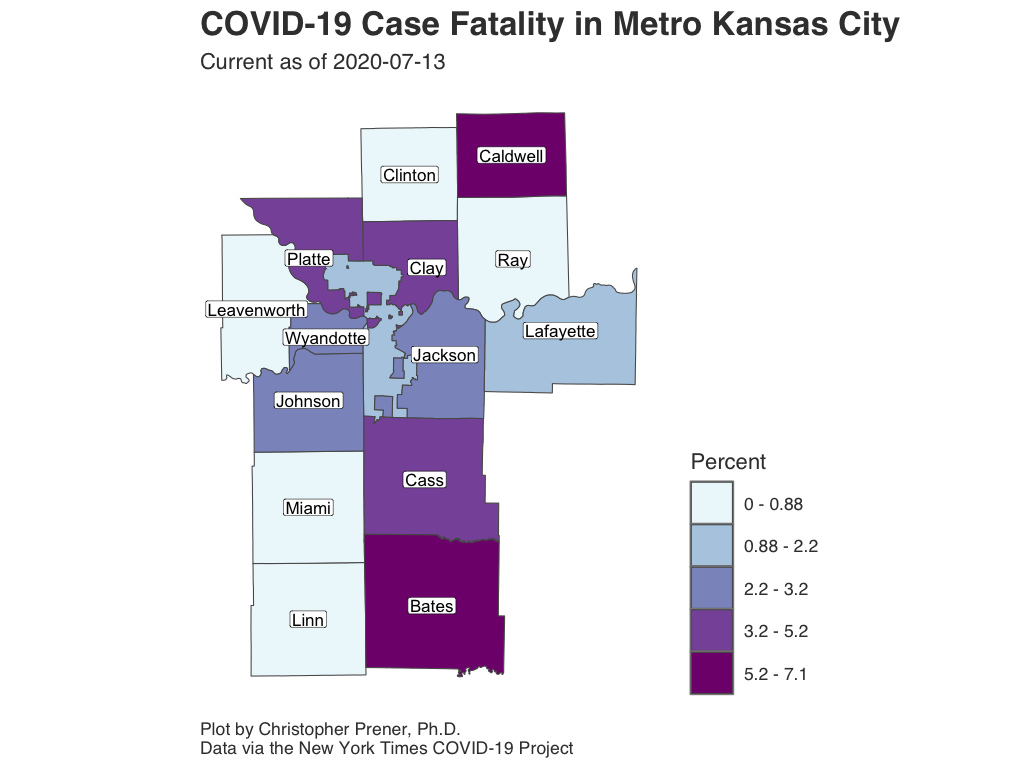 COVID-19 Case Fatality in Metro Kansas City
Current as of 2020-07-13
Caldwell
Clinton
Platte
Clay
Ray
Leavenworth
Wyandotte
Lafayette
Jackson
Johnson
Cass
Miami
Bates
Linn
Percent
0 - 0.88
0.88 - 2.2
2.2 - 3.2
3.2 - 5.2
5.2 - 7.1
Plot by Christopher Prener, Ph.D.
Data via the New York Times COVID-19 Project